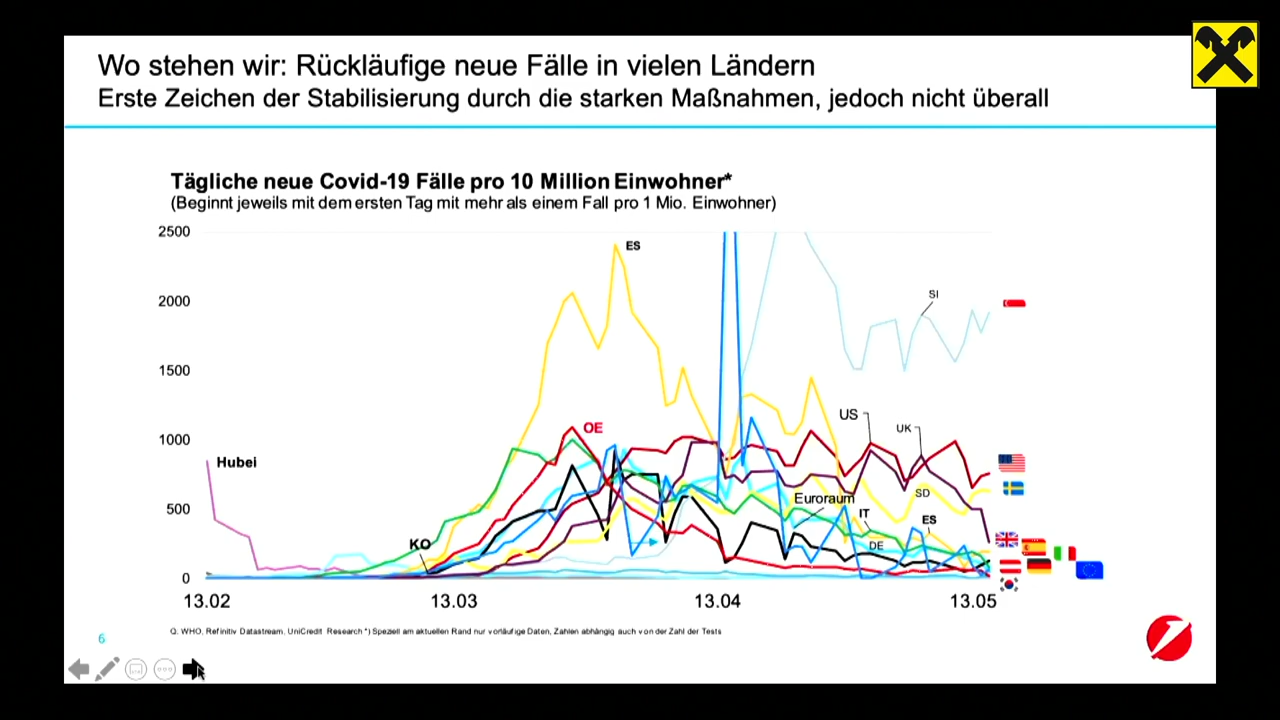 Wo stehen wir: Rückläufige neue Fälle in vielen Ländern
Erste Zeichen der Stabilisierung durch die starken Maßnahmen, jedoch nicht überall
Tägliche neue Covid-19 Fälle pro 10 Million Einwohner*
(Beginnt jeweils mit dem ersten Tag mit mehr als einem Fall pro 1 Mio. Einwohner)
2500
2000
1500
1000
500
0
ES
SI
OE
US
UK
Hubei
SD
Euroraum
IT
ES
KO
DE
13.02
13.03
13.04
13.05
Q. WHO, Refinitiv Datastream, UniCredit Research *) Speziell am aktuellen Rand nur vorläufige Daten, Zahlen abhängig auch von der Zahl der Tests
6